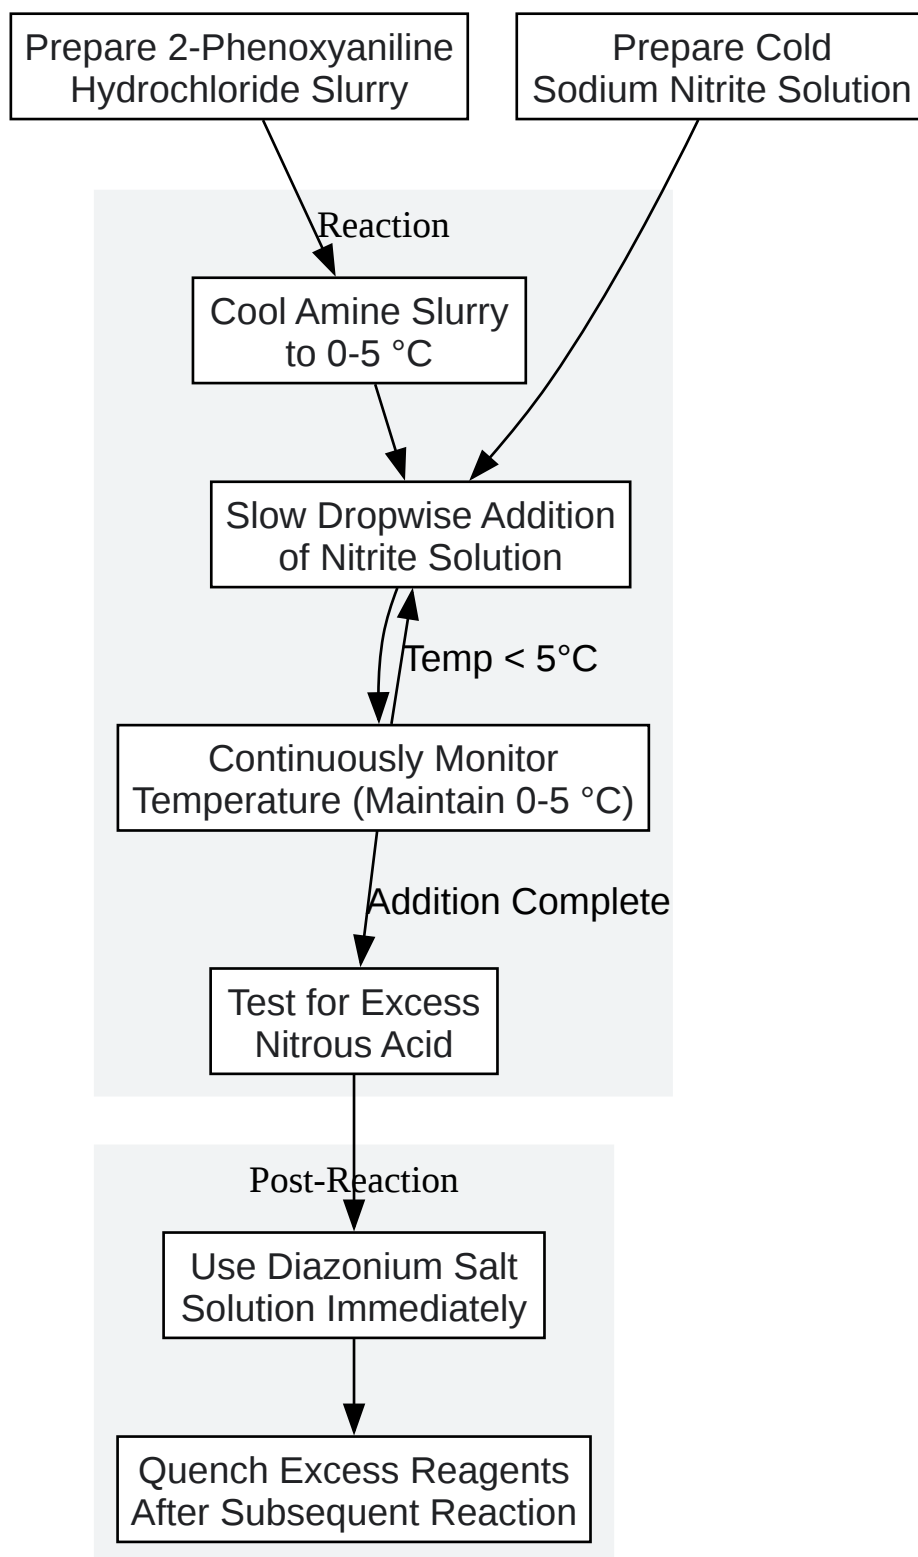 Prepare 2-Phenoxyaniline
Hydrochloride Slurry
Prepare Cold
Sodium Nitrite Solution
Reaction
Cool Amine Slurry
to 0-5 °C
Slow Dropwise Addition
of Nitrite Solution
Temp < 5°C
Continuously Monitor
Temperature (Maintain 0-5 °C)
Addition Complete
Test for Excess
Nitrous Acid
Post-Reaction
Use Diazonium Salt
Solution Immediately
Quench Excess Reagents
After Subsequent Reaction